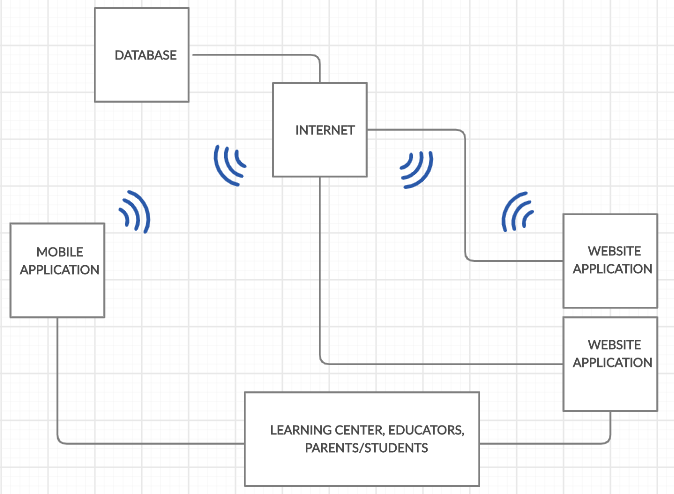 DATABASE
INTERNET
MOBILE
APPLICATION
WEBSITE
APPLICATION
WEBSITE
APPLICATION
LEARNING CENTER, EDUCATORS,
PARENTS/STUDENTS